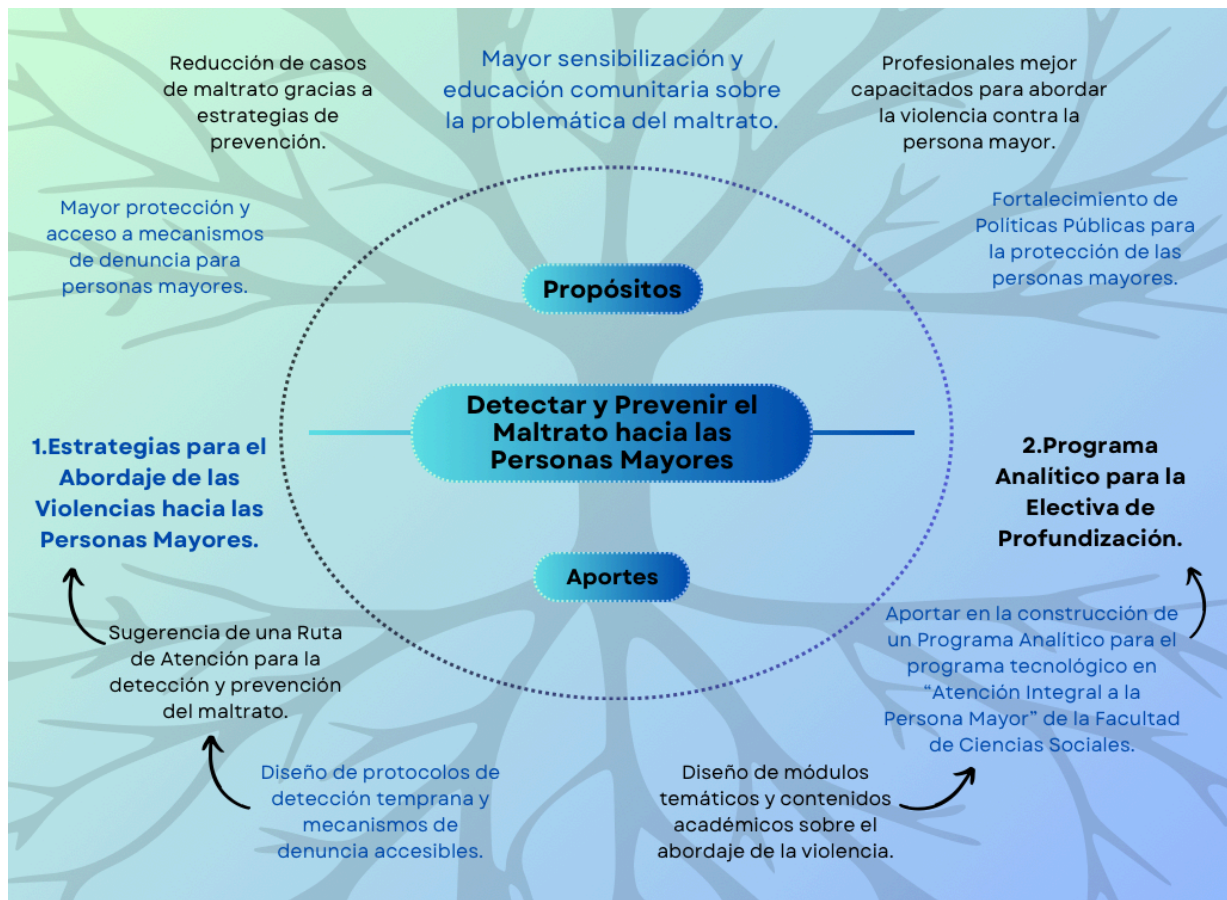 Reducción de casos
de maltrato gracias a
estrategias de
prevención.
Mayor sensibilización y
educación comunitaria sobre
la problemática del maltrato.
Profesionales mejor
capacitados para abordar
la violencia contra la
persona mayor.
Mayor protección y
acceso a mecanismos
de denuncia para
personas mayores.
Fortalecimiento de
Políticas Públicas para
la protección de las
personas mayores.
Propósitos
Detectar y Prevenir el
Maltrato hacia las
Personas Mayores
1.Estrategias para el
Abordaje de las
Violencias hacia las
Personas Mayores.
2.Programa
Analítico para la
Electiva de
Profundización.
Aportes
Sugerencia de una Ruta
de Atención para la
detección y prevención
del maltrato.
Aportar en la construcción de
un Programa Analítico para el
programa tecnológico en
“Atención Integral a la
Persona Mayor” de la Facultad
de Ciencias Sociales.
Diseño de protocolos de
detección temprana y
mecanismos de
denuncia accesibles.
Diseño de módulos
temáticos y contenidos
académicos sobre el
abordaje de la violencia.